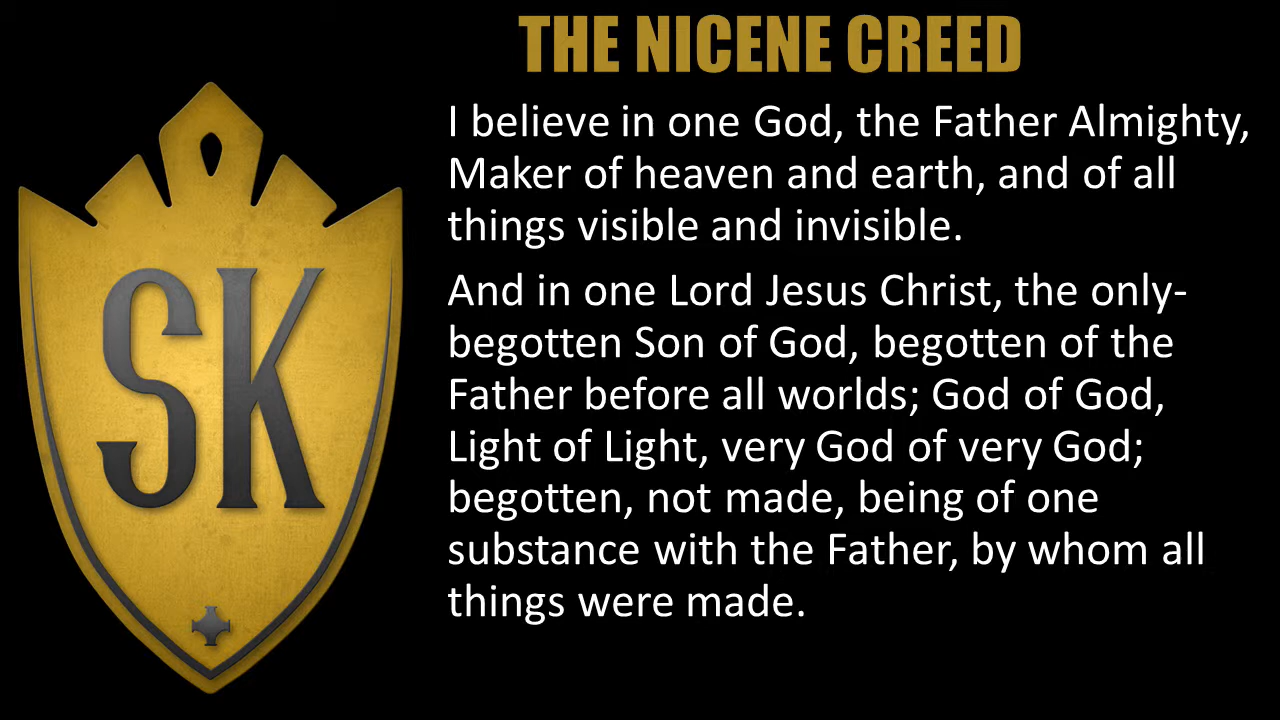 THE NICENE CREED
I believe in one God, the Father Almighty,
Maker of heaven and earth, and of all
things visible and invisible.
And in one Lord Jesus Christ, the only-
begotten Son of God, begotten of the
Father before all worlds; God of God,
Light of Light, very God of very God;
begotten, not made, being of one
substance with the Father, by whom all
things were made.
SK